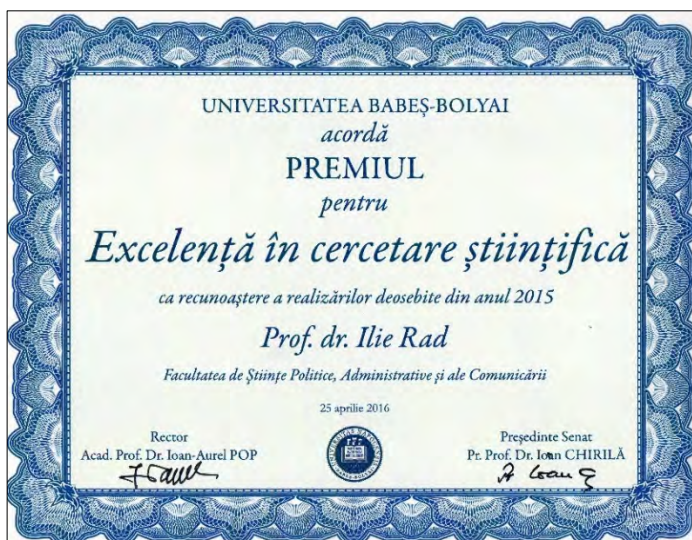 UNIVERSITATEA BABEȘ-BOLYAI
acordă
PREMIUL
pentru
Excelență în cercetare științifică
ca recunoaștere a realizărilor deosebite din anul 2015
Prof. dr. Ilie Rad
Facultatea de Științe Politice, Administrative și ale Comunicării
25 aprilie 2016
Rector
Acad. Prof. Dr. Ioan-Aurel POP
Președinte Senat
Pr. Prof. Dr. Ioan CHIRILĂ